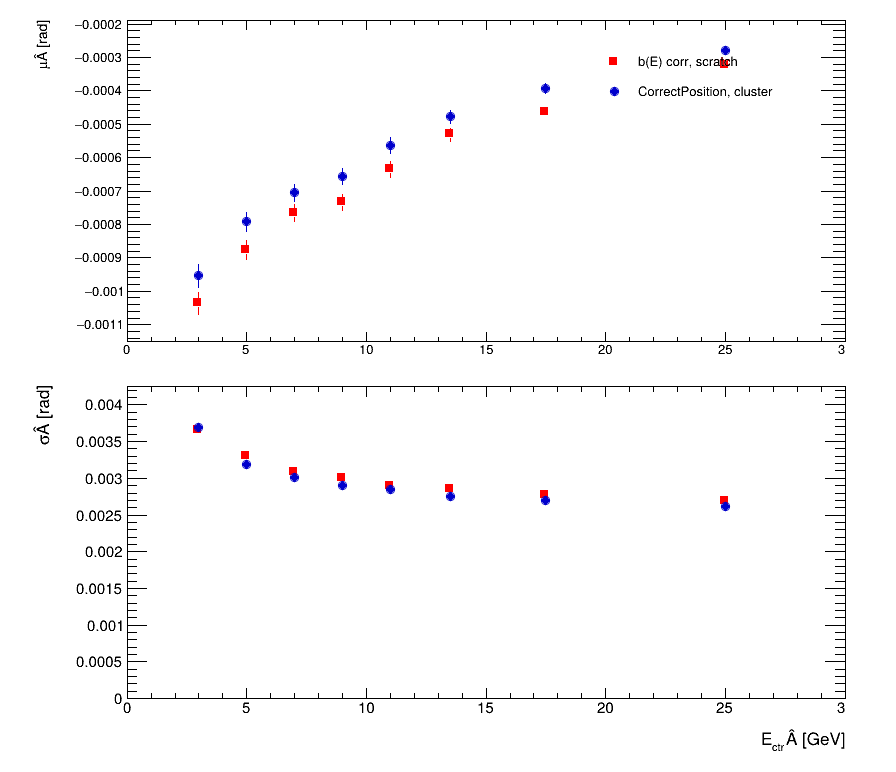 μÂ [rad]
−0.0002
−0.0003
−0.0004
−0.0005
−0.0006
−0.0007
−0.0008
−0.0009
−0.001
−0.0011
b(E) corr, scratch
CorrectPosition, cluster
0 5 10 15 20 25 3
σÂ [rad]
0.004
0.0035
0.003
0.0025
0.002
0.0015
0.001
0.0005
0
0 5 10 15 20 25 3
E_ctr Â [GeV]